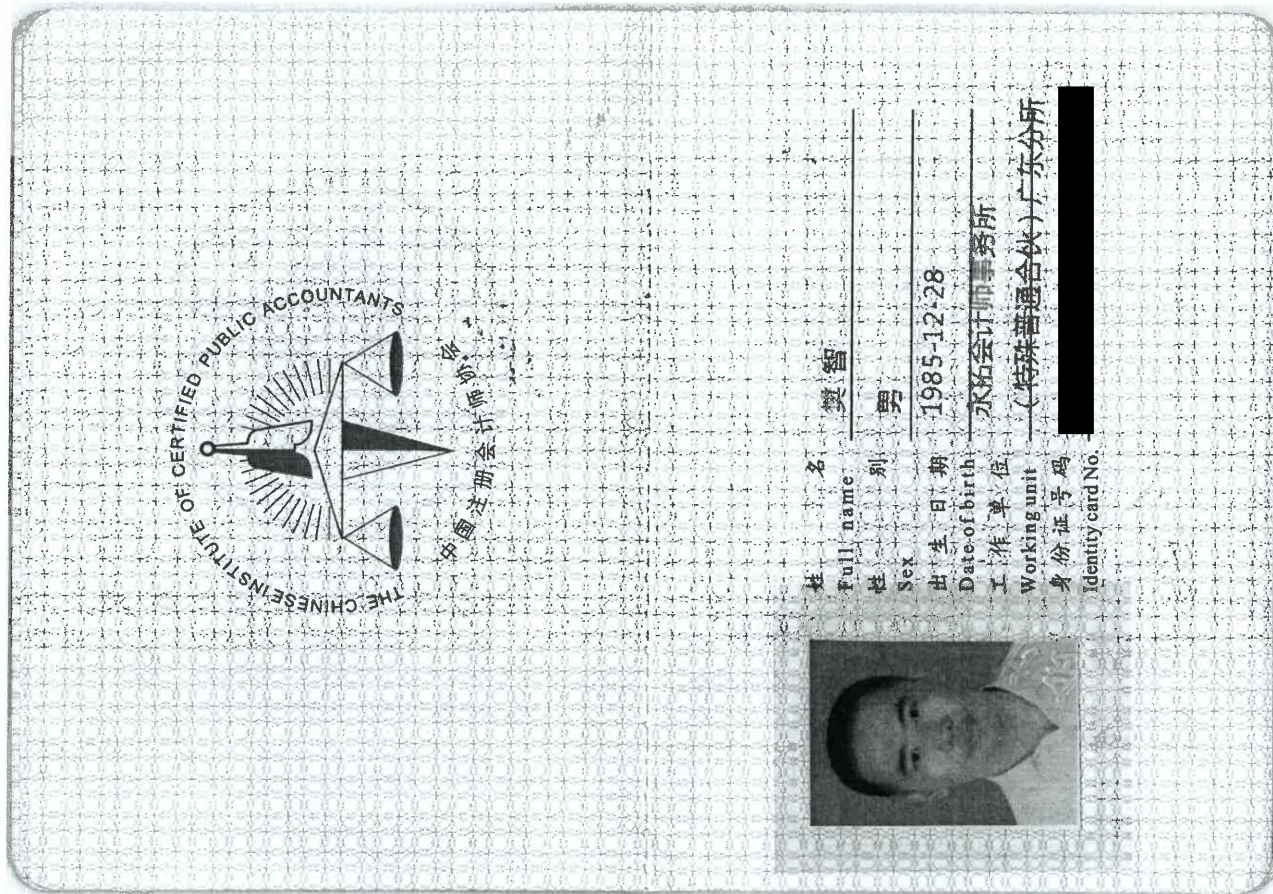 THE CHINESE INSTITUTE OF CERTIFIED PUBLIC ACCOUNTANTS
中国注册会计师协会
姓名 樊智
Full name
性别 男
Sex
出生日期 1985-12-28
Date of birth
工作单位 永拓会计师事务所
Working unit (特殊普通合伙)广东分所
身份证号码
Identity card No.